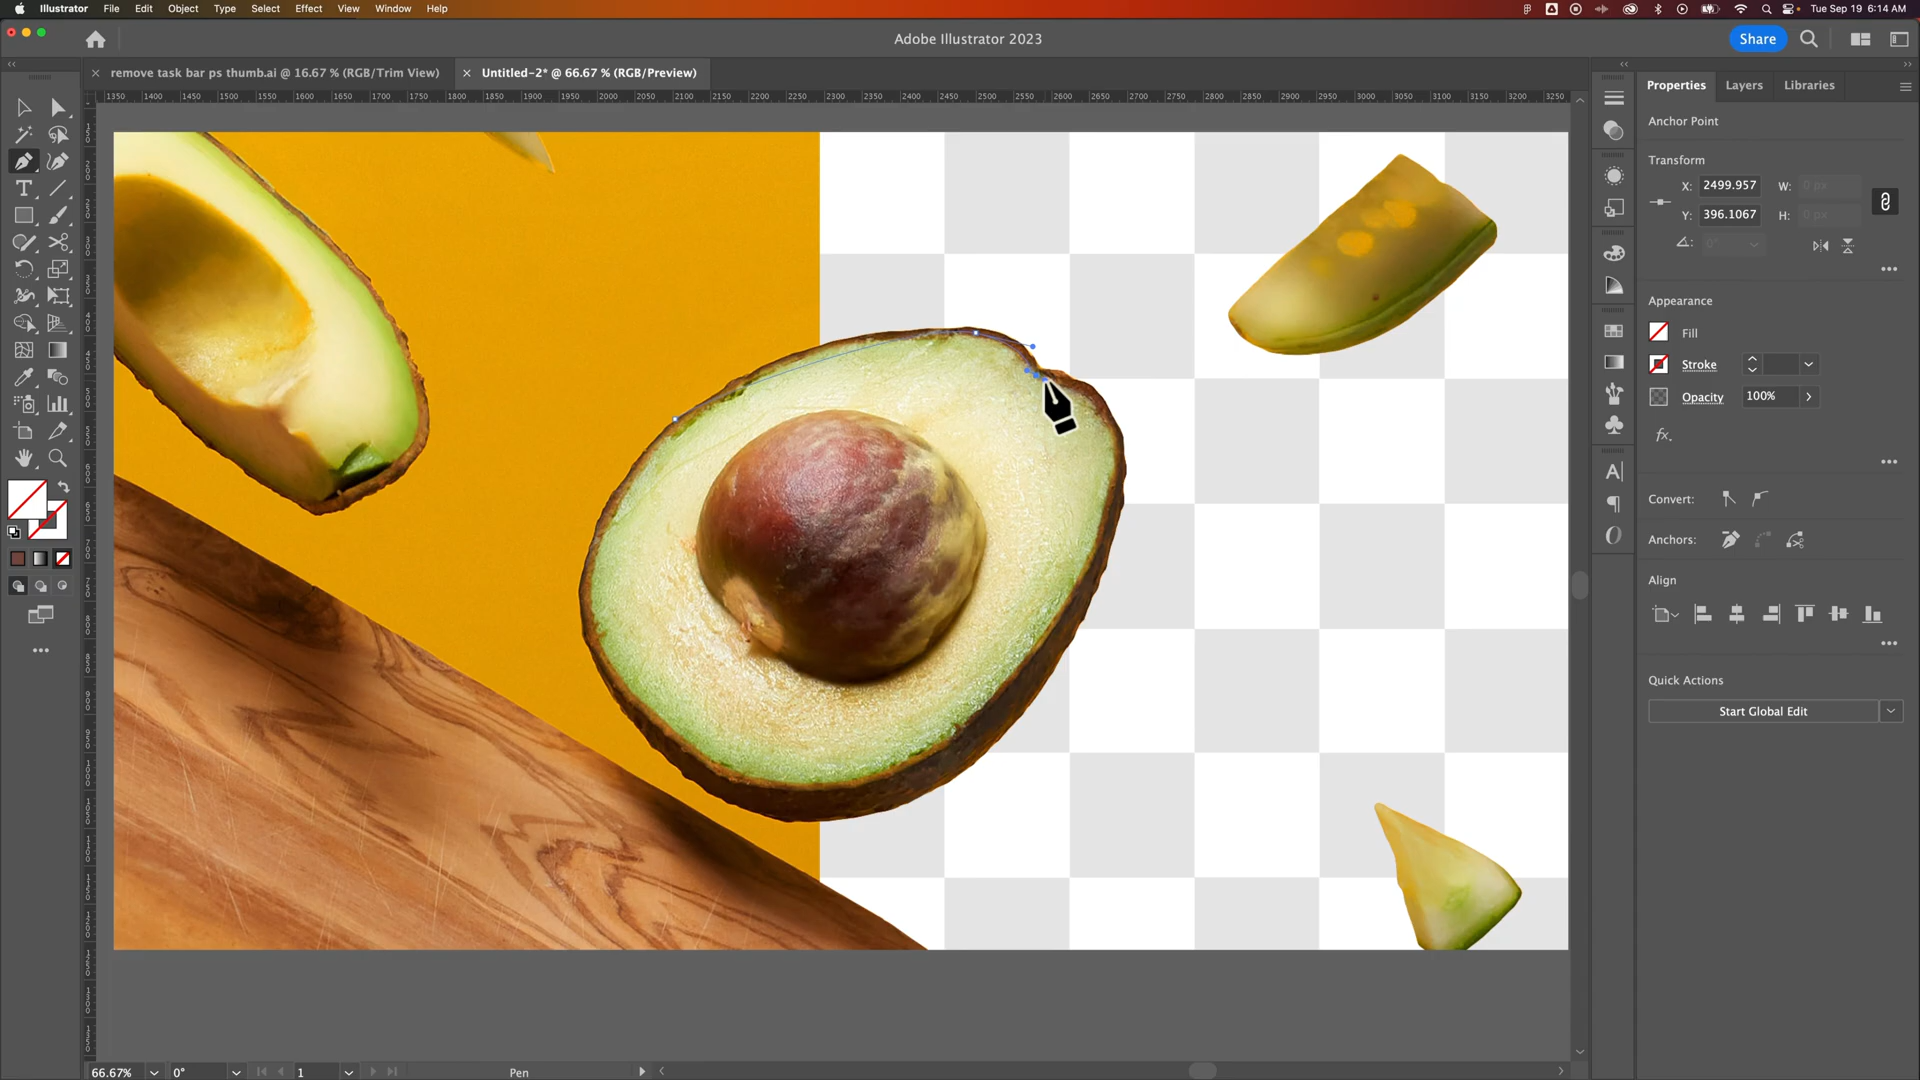 Illustrator File Edit Object Type Select Effect View Window Help
Tue Sep 19 6:14 AM
Adobe Illustrator 2023
Share
remove task bar ps thumb.ai @ 16.67 % (RGB/Trim View)
Untitled-2* @ 66.67 % (RGB/Preview)
1350 1400 1450 1500 1550 1600 1650 1700 1750 1800 1850 1900 1950 2000 2050 2100 2150 2200 2250 2300 2350 2400 2450 2500 2550 2600 2650 2700 2750 2800 2850 2900 2950 3000 3050 3100 3150 3200 3250
Properties Layers Libraries
Anchor Point
Transform
X: 2499.957 W: 0 px
Y: 396.1067 H: 0 px
0°
Appearance
Fill
Stroke
Opacity 100%
fx.
Convert:
Anchors:
Align
Quick Actions
Start Global Edit
66.67% 0° 1 Pen